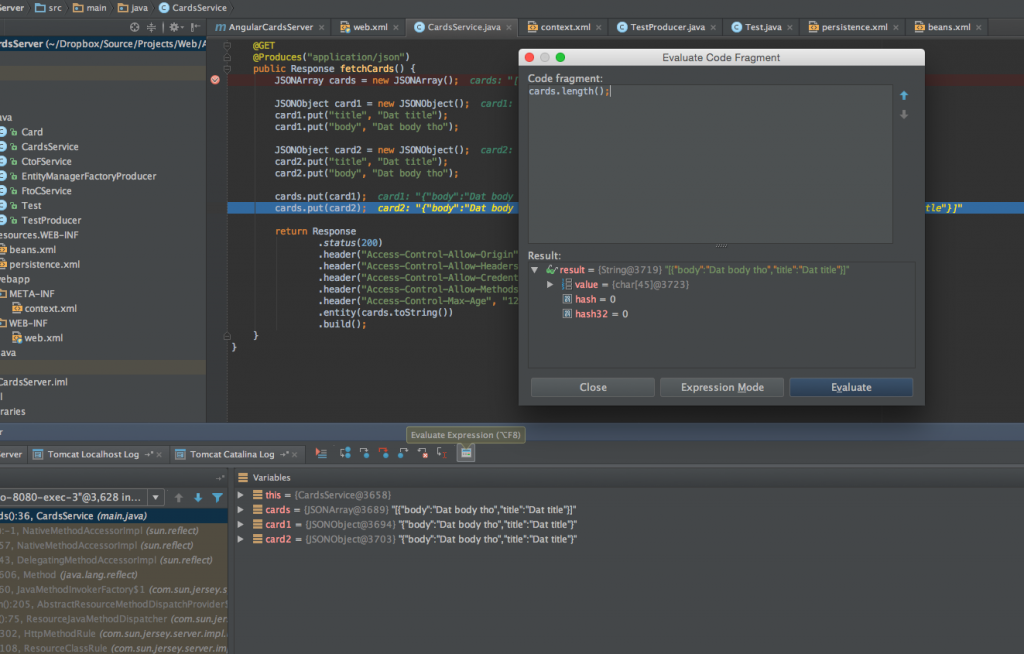 Server src main java CardsService
rdsServer (~/Dropbox/Source/Projects/Web/A
ava
Card
CardsService
CtoFService
EntityManagerFactoryProducer
FtoCService
Test
TestProducer
esources.WEB-INF
beans.xml
persistence.xml
vebapp
META-INF
context.xml
WEB-INF
web.xml
ava
CardsServer.iml
l
raries
AngularCardsServer web.xml CardsService.java context.xml TestProducer.java Test.java persistence.xml beans.xml
@GET
@Produces("application/json")
public Response fetchCards() {
JSONArray cards = new JSONArray(); cards: "[
JSONObject card1 = new JSONObject(); card1:
card1.put("title", "Dat title");
card1.put("body", "Dat body tho");
JSONObject card2 = new JSONObject(); card2:
card2.put("title", "Dat title");
card2.put("body", "Dat body tho");
cards.put(card1); card1: "{"body":"Dat body
cards.put(card2); card2: "{"body":"Dat body tle"}]"
return Response
.status(200)
.header("Access-Control-Allow-Origin"
.header("Access-Control-Allow-Headers
.header("Access-Control-Allow-Credent
.header("Access-Control-Allow-Methods
.header("Access-Control-Max-Age", "12
.entity(cards.toString())
.build();
}
}
Evaluate Code Fragment
Code fragment:
cards.length();
Result:
result = {String@3719} "[{"body":"Dat body tho","title":"Dat title"}]"
value = {char[45]@3723}
hash = 0
hash32 = 0
Close Expression Mode Evaluate
r
Evaluate Expression (⌥F8)
erver Tomcat Localhost Log Tomcat Catalina Log
o-8080-exec-3"@3,628 in...
ds():36, CardsService (main.java)
):-1, NativeMethodAccessorImpl (sun.reflect)
57, NativeMethodAccessorImpl (sun.reflect)
43, DelegatingMethodAccessorImpl (sun.reflect)
606, Method (java.lang.reflect)
60, JavaMethodInvokerFactory$1 (com.sun.jersey.s
n():205, AbstractResourceMethodDispatchProvider$
():75, ResourceJavaMethodDispatcher (com.sun.jer
302, HttpMethodRule (com.sun.jersey.server.impl.
108, ResourceClassRule (com.sun.jersey.server.im
Variables
this = {CardsService@3658}
cards = {JSONArray@3689} "[{"body":"Dat body tho","title":"Dat title"}]"
card1 = {JSONObject@3694} "{"body":"Dat body tho","title":"Dat title"}"
card2 = {JSONObject@3703} "{"body":"Dat body tho","title":"Dat title"}"